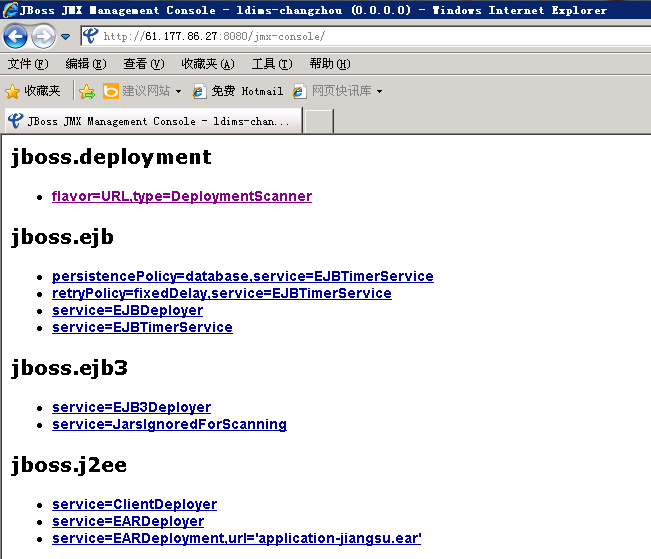 JBoss JMX Management Console - ldims-changzhou (0.0.0.0) - Windows Internet Explorer
http://61.177.86.27:8080/jmx-console/
文件(F) 编辑(E) 查看(V) 收藏夹(A) 工具(T) 帮助(H)
收藏夹 建议网站 免费 Hotmail 网页快讯库
JBoss JMX Management Console - ldims-chan...
jboss.deployment
flavor=URL,type=DeploymentScanner
jboss.ejb
persistencePolicy=database,service=EJBTimerService
retryPolicy=fixedDelay,service=EJBTimerService
service=EJBDeployer
service=EJBTimerService
jboss.ejb3
service=EJB3Deployer
service=JarsIgnoredForScanning
jboss.j2ee
service=ClientDeployer
service=EARDeployer
service=EARDeployment,url='application-jiangsu.ear'